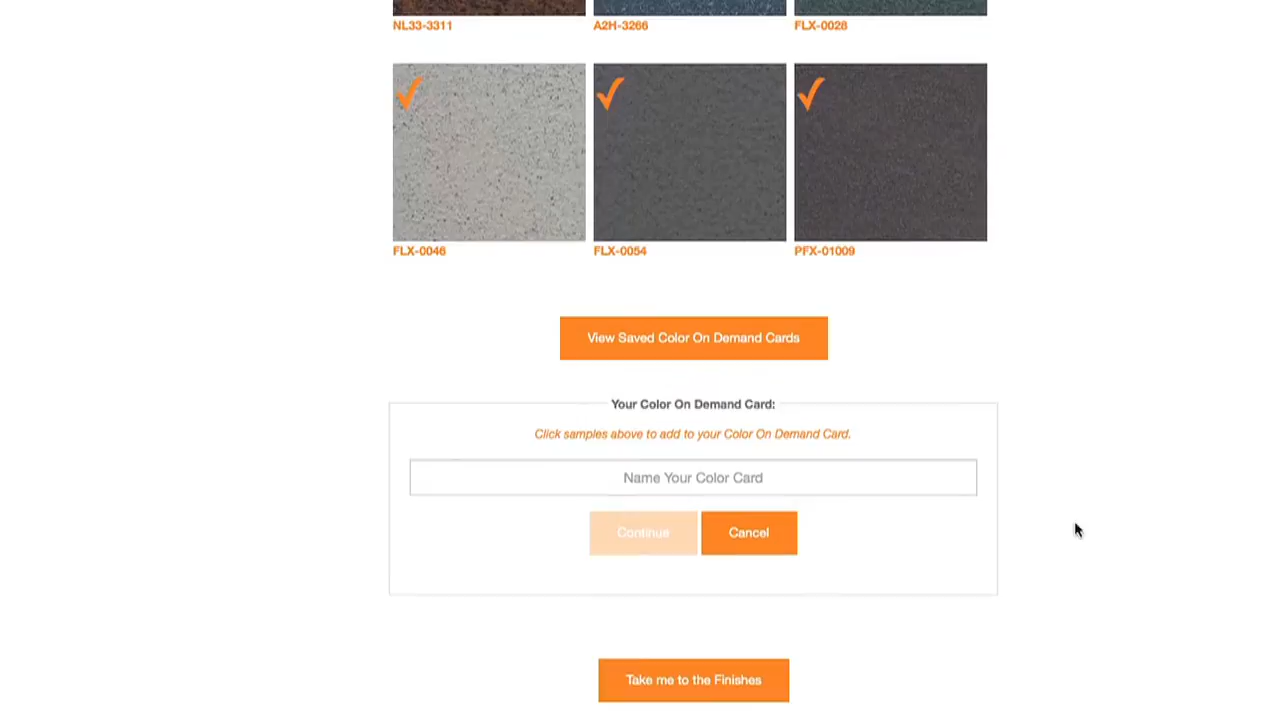 NL33-3311 A2H-3266 FLX-0028
FLX-0046 FLX-0054 PFX-01009
View Saved Color On Demand Cards
Your Color On Demand Card:
Click samples above to add to your Color On Demand Card.
Name Your Color Card
Continue Cancel
Take me to the Finishes